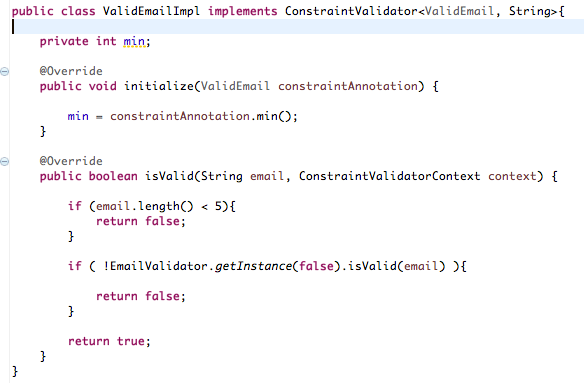 public class ValidEmailImpl implements ConstraintValidator<ValidEmail, String>{
private int min;
@Override
public void initialize(ValidEmail constraintAnnotation) {
min = constraintAnnotation.min();
}
@Override
public boolean isValid(String email, ConstraintValidatorContext context) {
if (email.length() < 5){
return false;
}
if ( !EmailValidator.getInstance(false).isValid(email) ){
return false;
}
return true;
}
}